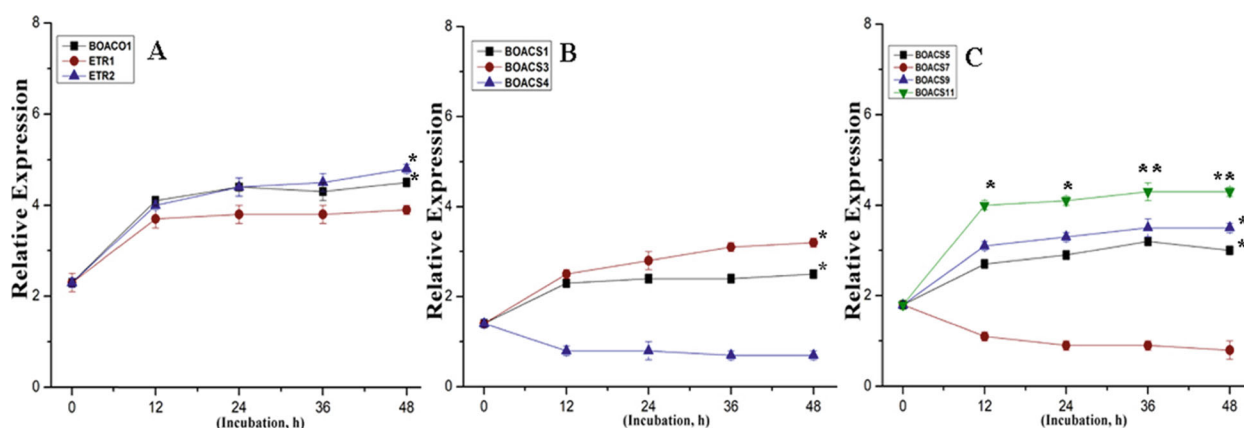 A
BOACO1
ETR1
ETR2
Relative Expression
8
6
4
2
0
*
*
0 12 24 36 48
(Incubation, h)
B
BOACS1
BOACS3
BOACS4
Relative Expression
8
6
4
2
0
*
*
0 12 24 36 48
(Incubation, h)
C
BOACS5
BOACS7
BOACS9
BOACS11
Relative Expression
8
6
4
2
0
* * ** **
*
*
0 12 24 36 48
(Incubation, h)